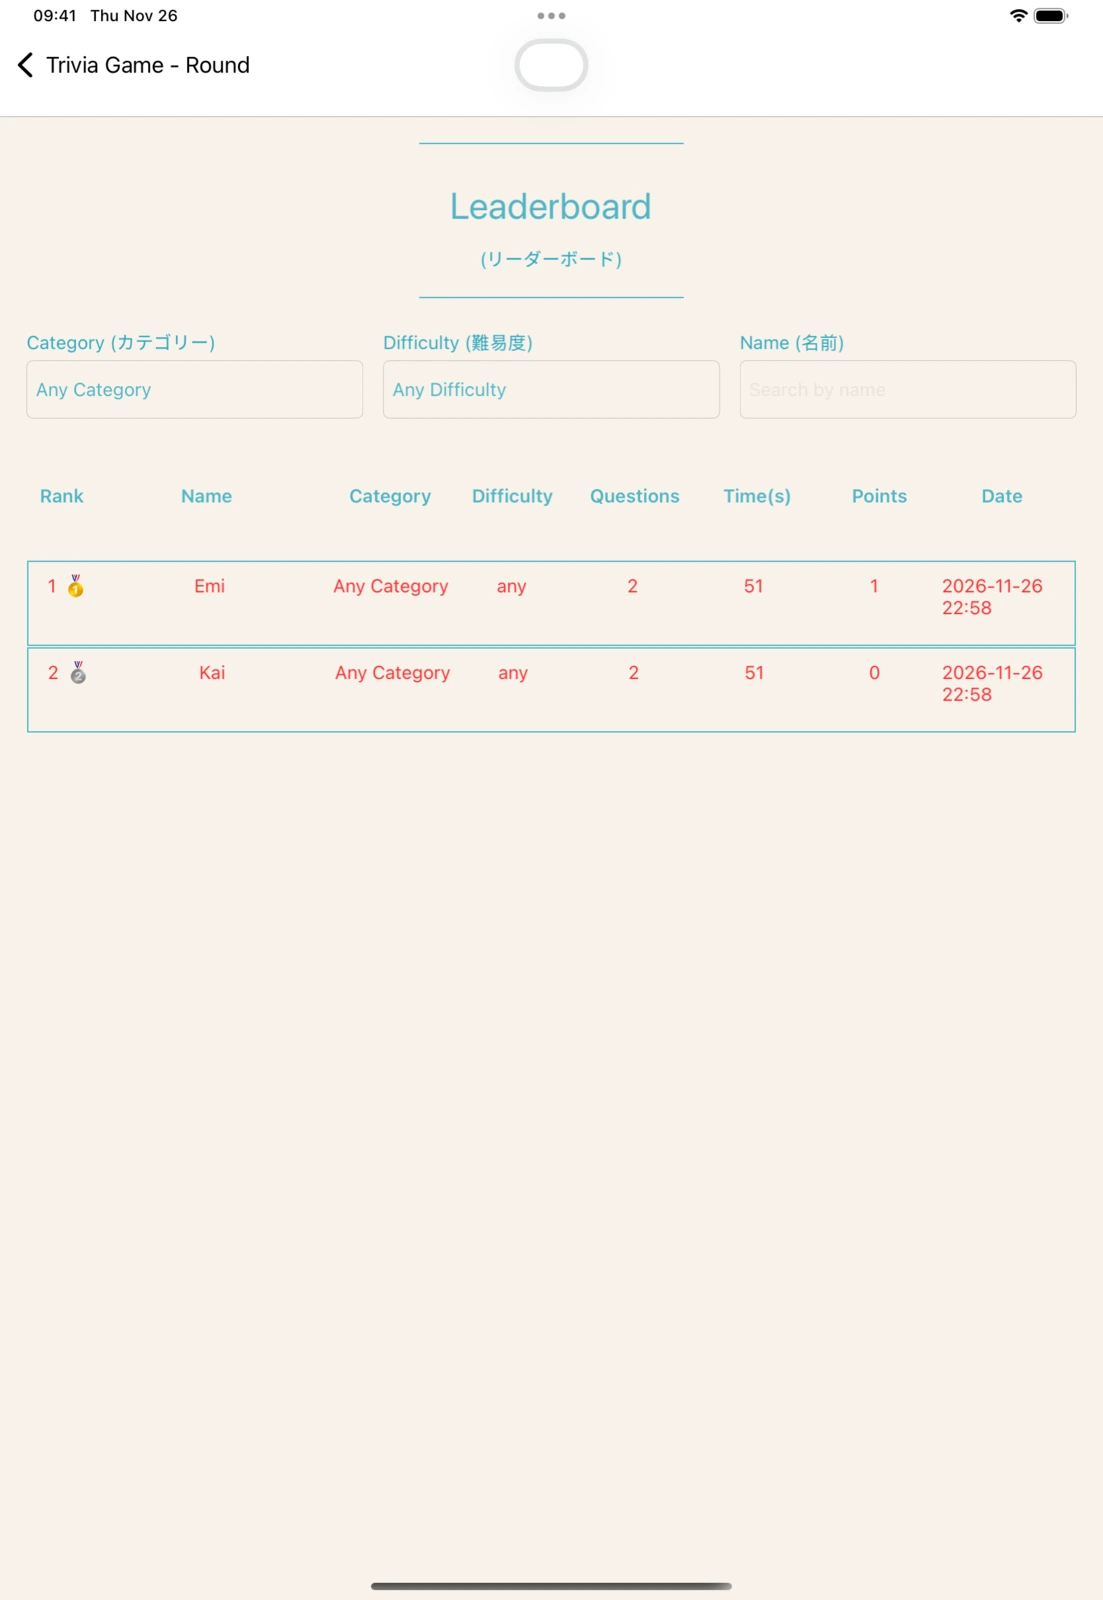 09:41 Thu Nov 26
Trivia Game - Round
Leaderboard
(リーダーボード)
Category (カテゴリー)
Difficulty (難易度)
Name (名前)
Any Category
Any Difficulty
Search by name
Rank Name Category Difficulty Questions Time(s) Points Date
1 🥇 Emi Any Category any 2 51 1 2026-11-26
22:58
2 🥈 Kai Any Category any 2 51 0 2026-11-26
22:58